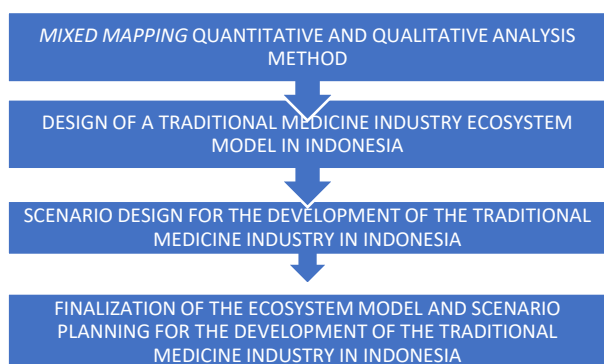 MIXED MAPPING QUANTITATIVE AND QUALITATIVE ANALYSIS
METHOD
DESIGN OF A TRADITIONAL MEDICINE INDUSTRY ECOSYSTEM
MODEL IN INDONESIA
SCENARIO DESIGN FOR THE DEVELOPMENT OF THE TRADITIONAL
MEDICINE INDUSTRY IN INDONESIA
FINALIZATION OF THE ECOSYSTEM MODEL AND SCENARIO
PLANNING FOR THE DEVELOPMENT OF THE TRADITIONAL
MEDICINE INDUSTRY IN INDONESIA